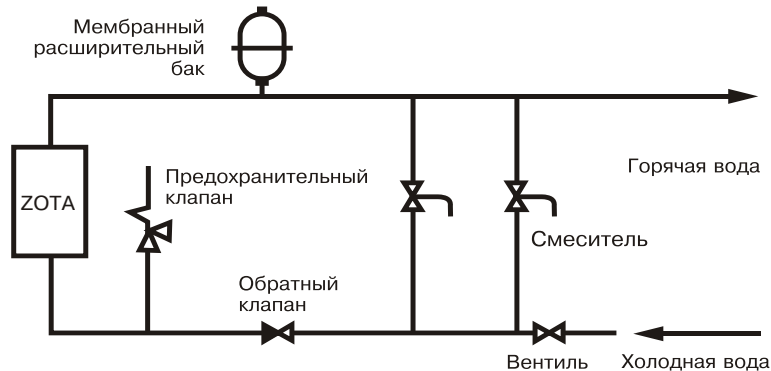 Мембранный
расширительный
бак
ZOTA
Предохранительный
клапан
Горячая вода
Смеситель
Обратный
клапан
Вентиль
Холодная вода